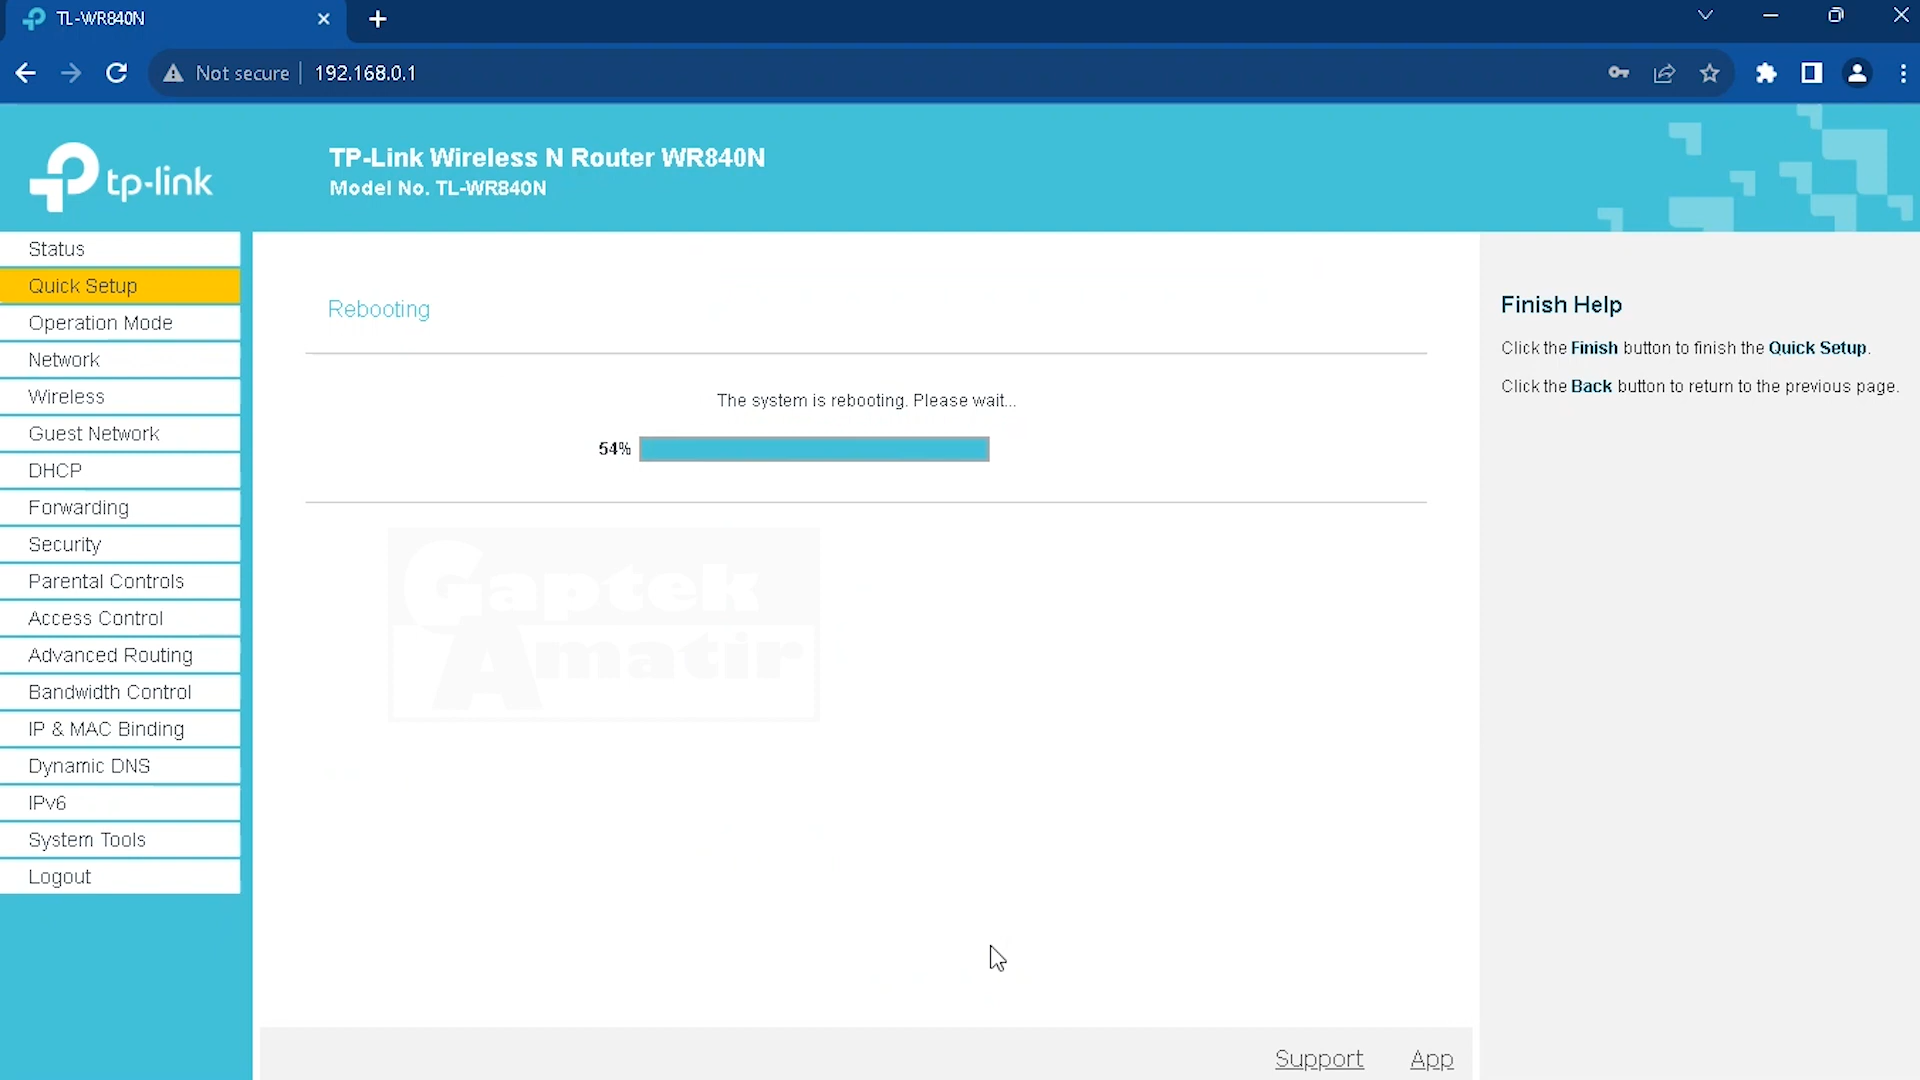 TL-WR840N
Not secure
192.168.0.1
tp-link
TP-Link Wireless N Router WR840N
Model No. TL-WR840N
Status
Quick Setup
Operation Mode
Network
Wireless
Guest Network
DHCP
Forwarding
Security
Parental Controls
Access Control
Advanced Routing
Bandwidth Control
IP & MAC Binding
Dynamic DNS
IPv6
System Tools
Logout
Rebooting
The system is rebooting. Please wait...
54%
Gaptek
Amatir
Finish Help
Click the Finish button to finish the Quick Setup.
Click the Back button to return to the previous page.
Support
App